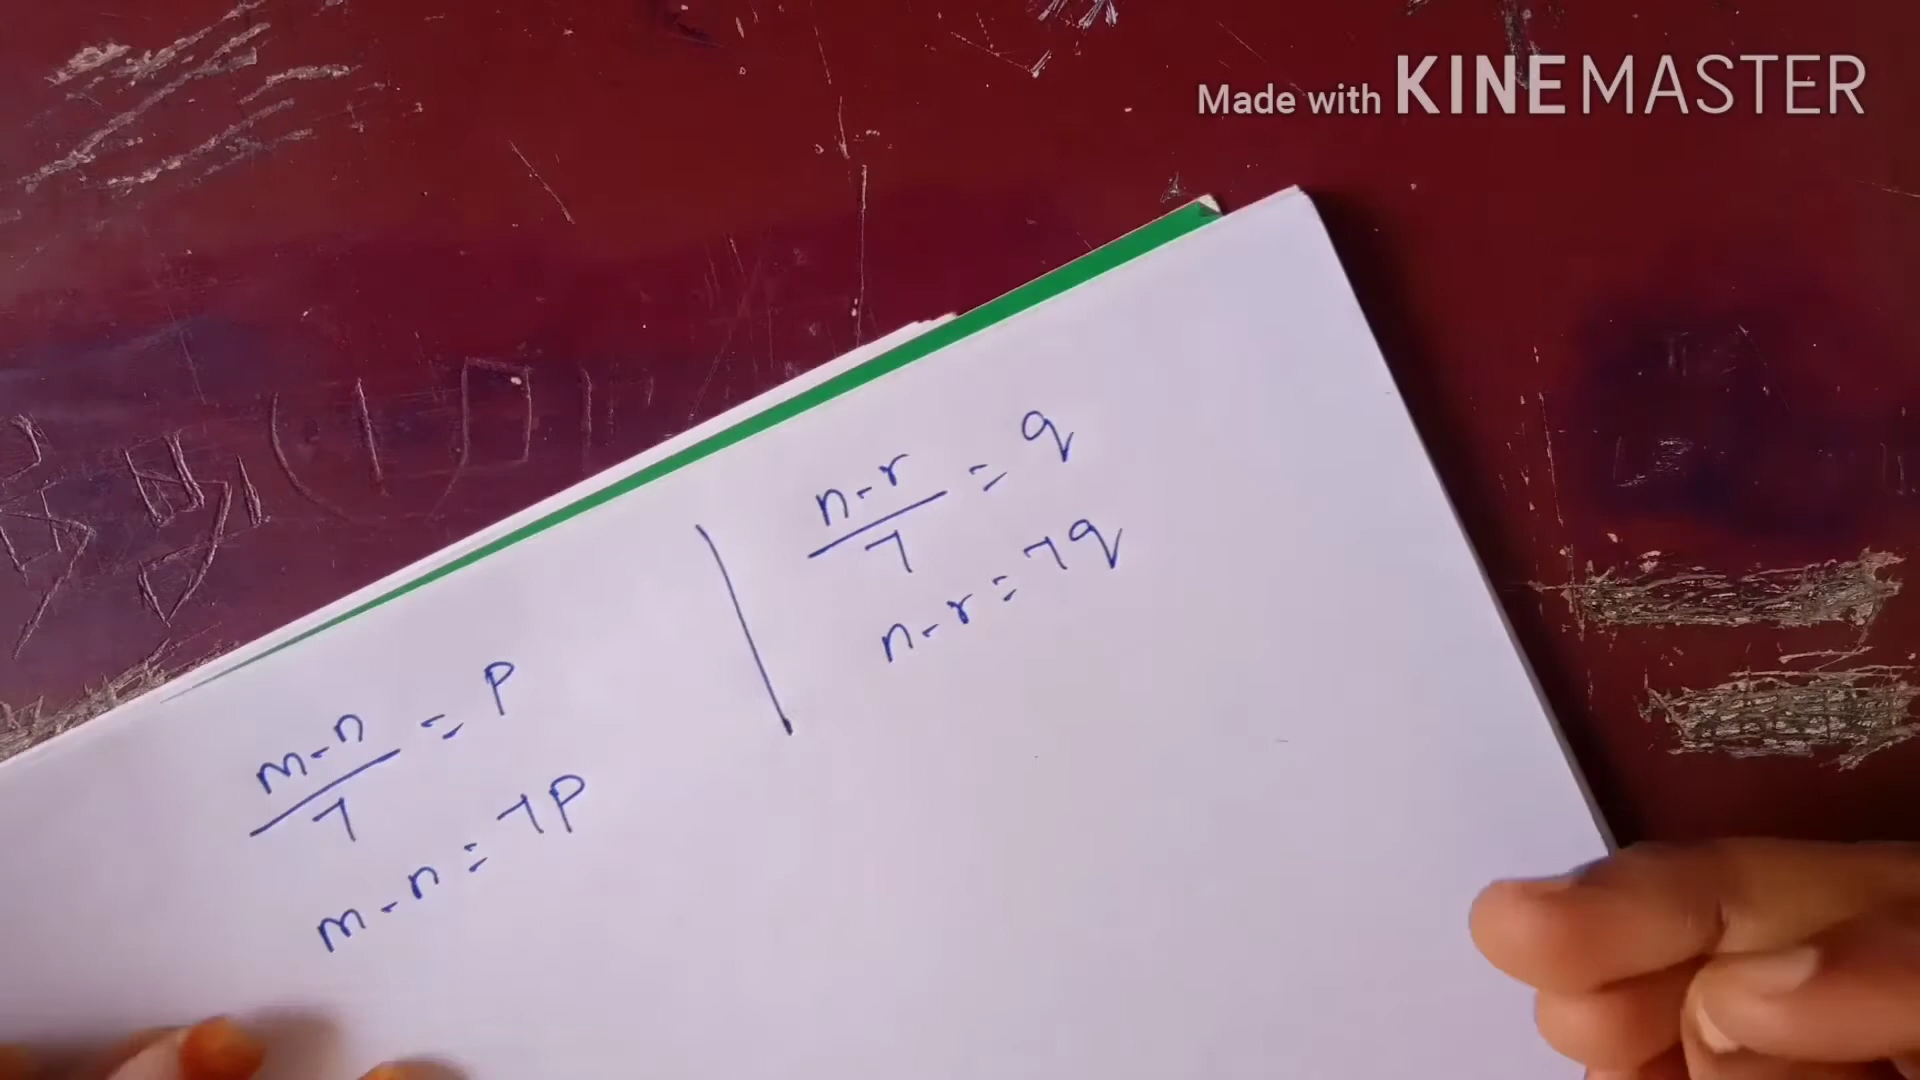 Made with KINEMASTER
m-n/7 = P
m-n = 7P
n-r/7 = q
n-r = 7q